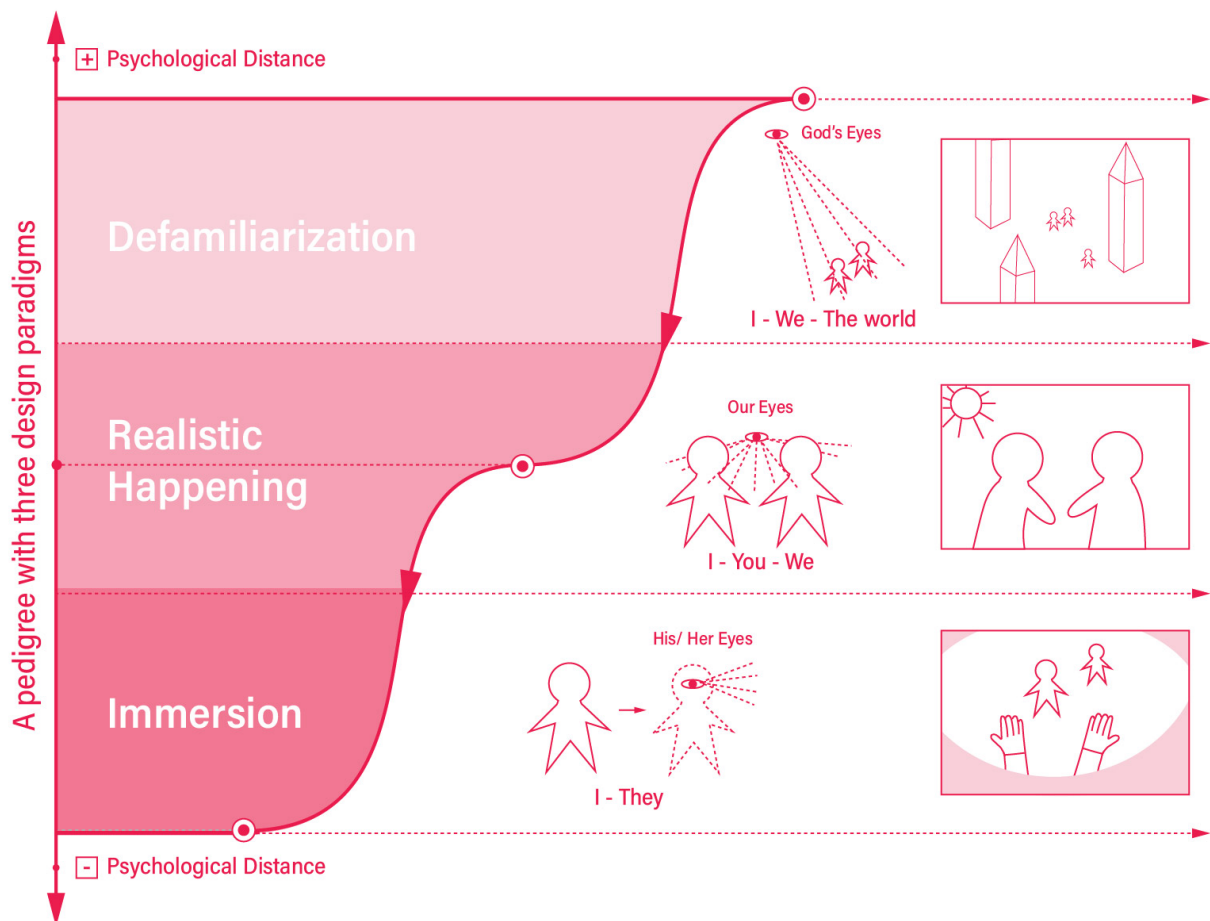 + Psychological Distance
A pedigree with three design paradigms
Defamiliarization
God's Eyes
I - We - The world
Realistic
Happening
Our Eyes
I - You - We
Immersion
His/ Her Eyes
I - They
- Psychological Distance